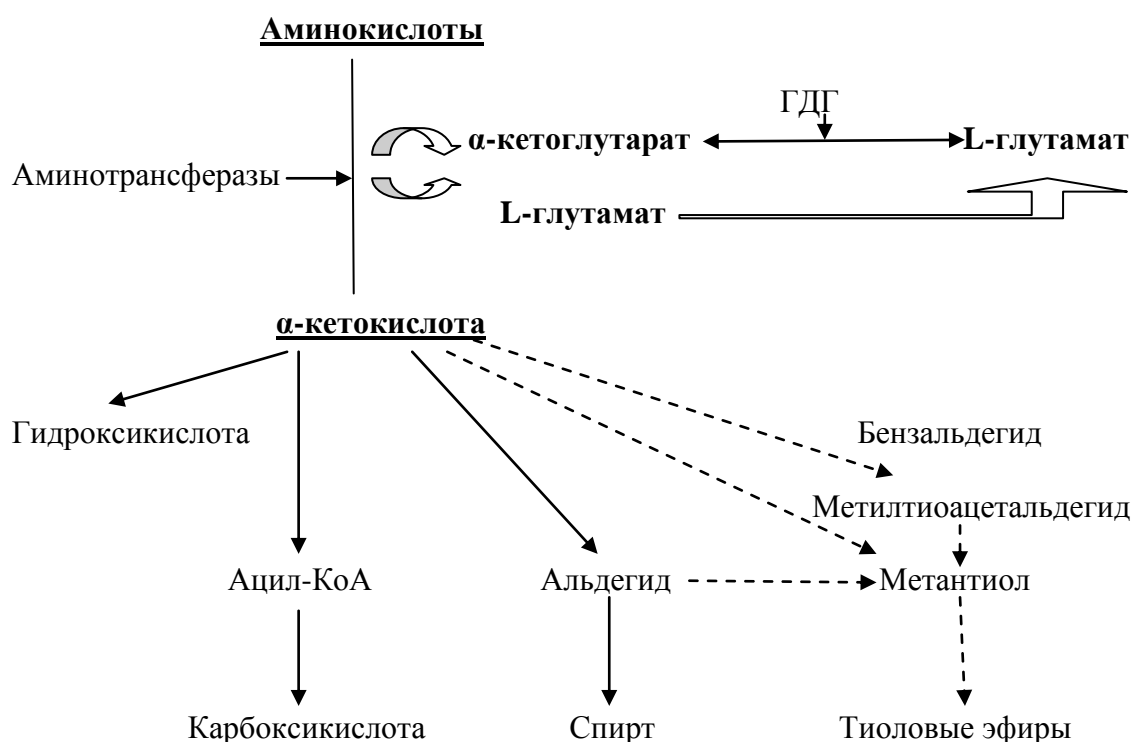 Аминокислоты
ГДГ
α-кетоглутарат
L-глутамат
Аминотрансферазы
L-глутамат
α-кетокислота
Гидроксикислота
Бензальдегид
Метилтиоацетальдегид
Ацил-КоА
Альдегид
Метантиол
Карбоксикислота
Спирт
Тиоловые эфиры